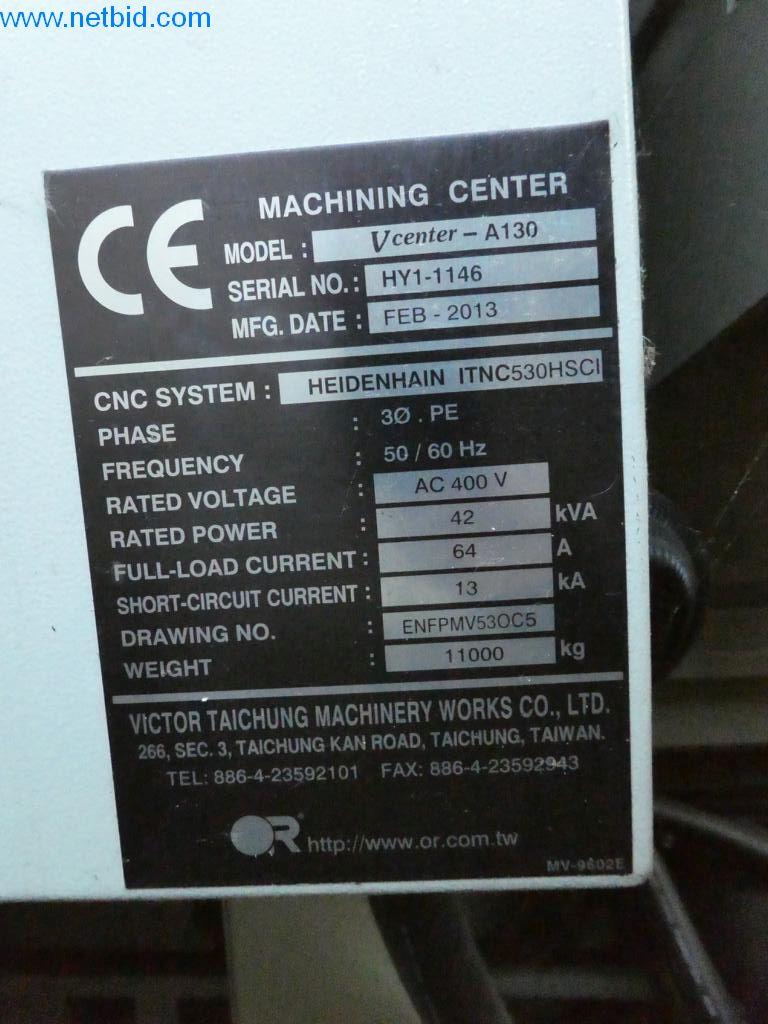 www.netbid.com
CE MACHINING CENTER
MODEL : Vcenter - A130
SERIAL NO. : HY1-1146
MFG. DATE : FEB - 2013
CNC SYSTEM : HEIDENHAIN ITNC530HSCI
PHASE : 3Ø . PE
FREQUENCY : 50 / 60 Hz
RATED VOLTAGE : AC 400 V
RATED POWER : 42 kVA
FULL-LOAD CURRENT : 64 A
SHORT-CIRCUIT CURRENT : 13 kA
DRAWING NO. : ENFPMV53OC5
WEIGHT : 11000 kg
VICTOR TAICHUNG MACHINERY WORKS CO., LTD.
266, SEC. 3, TAICHUNG KAN ROAD, TAICHUNG, TAIWAN.
TEL: 886-4-23592101 FAX: 886-4-23592943
OR® http://www.or.com.tw
MV-9602E